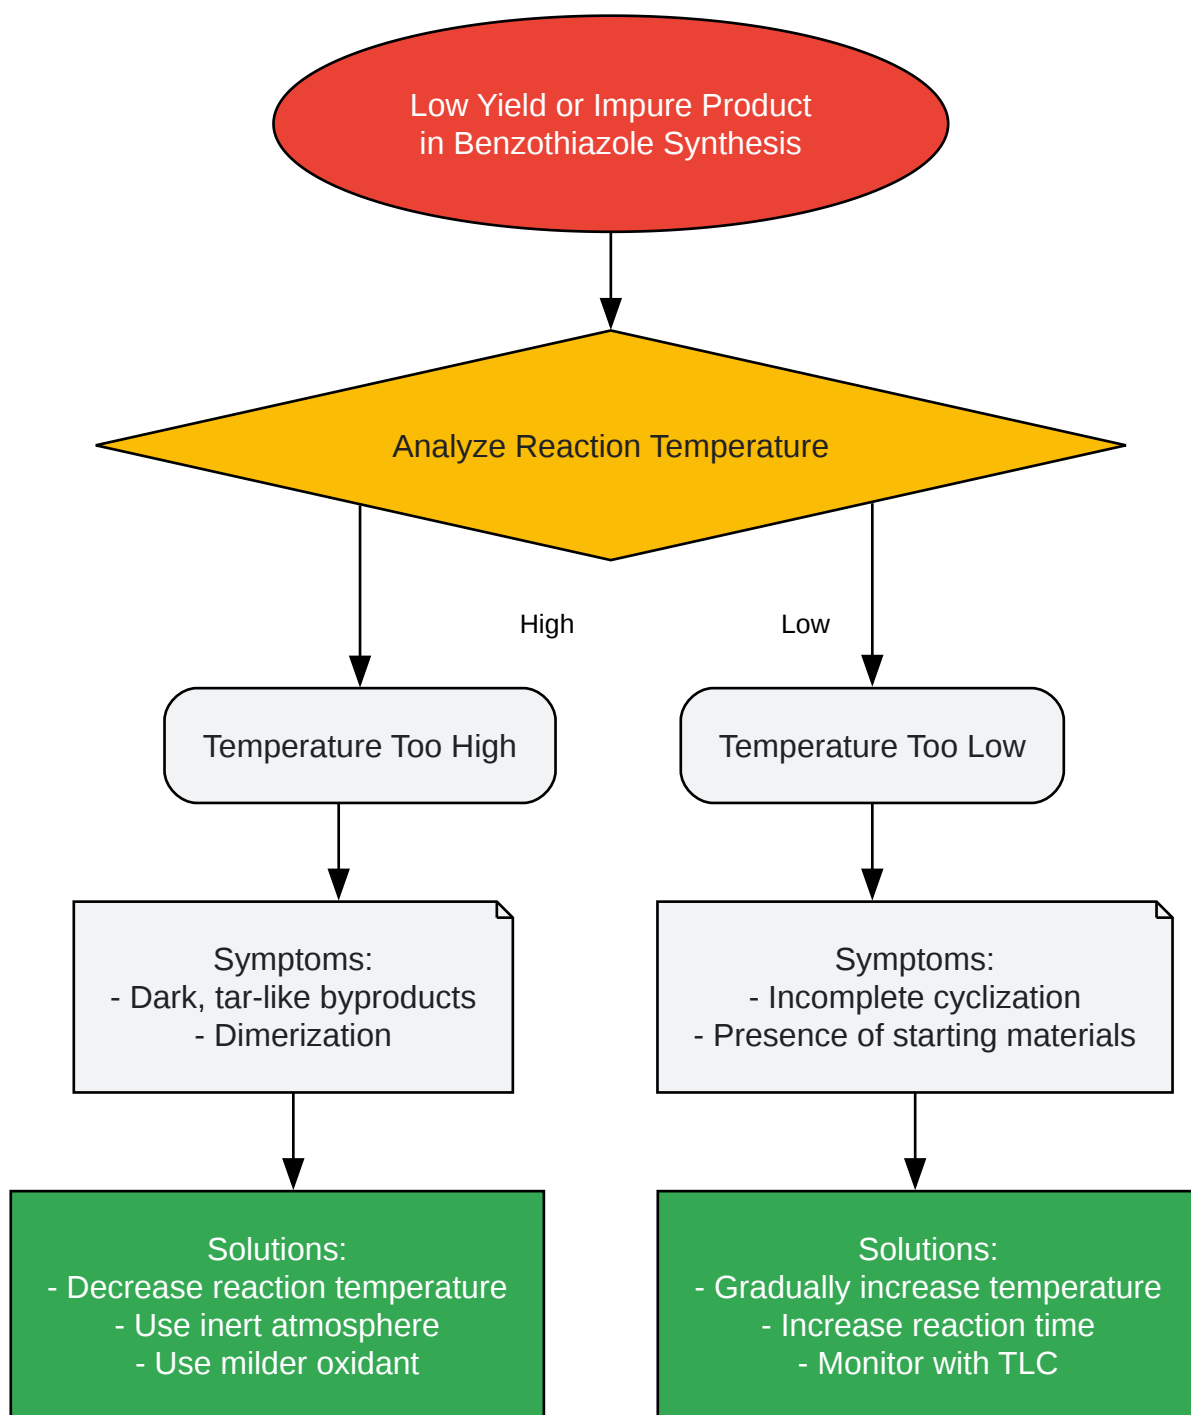 Low Yield or Impure Product
in Benzothiazole Synthesis
Analyze Reaction Temperature
High
Low
Temperature Too High
Temperature Too Low
Symptoms:
- Dark, tar-like byproducts
- Dimerization
Symptoms:
- Incomplete cyclization
- Presence of starting materials
Solutions:
- Decrease reaction temperature
- Use inert atmosphere
- Use milder oxidant
Solutions:
- Gradually increase temperature
- Increase reaction time
- Monitor with TLC